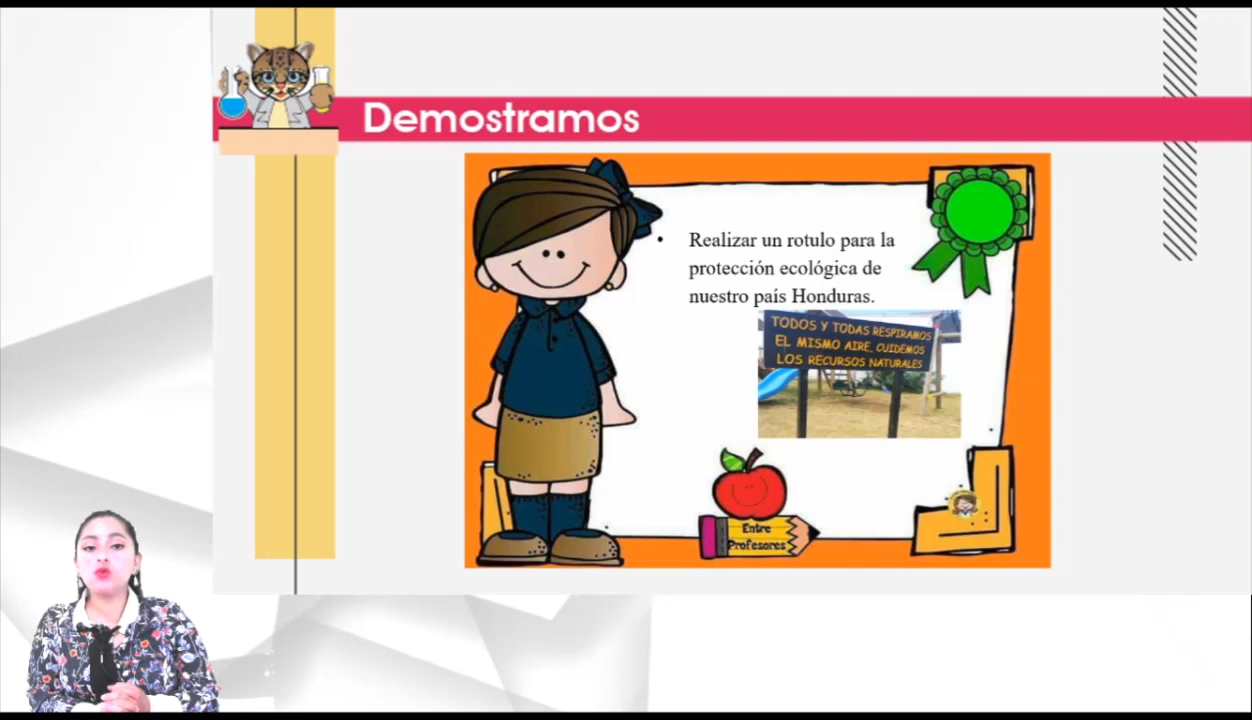 Demostramos
• Realizar un rotulo para la
protección ecológica de
nuestro país Honduras.
TODOS Y TODAS RESPIRAMOS
EL MISMO AIRE, CUIDEMOS
LOS RECURSOS NATURALES
Entre
Profesores